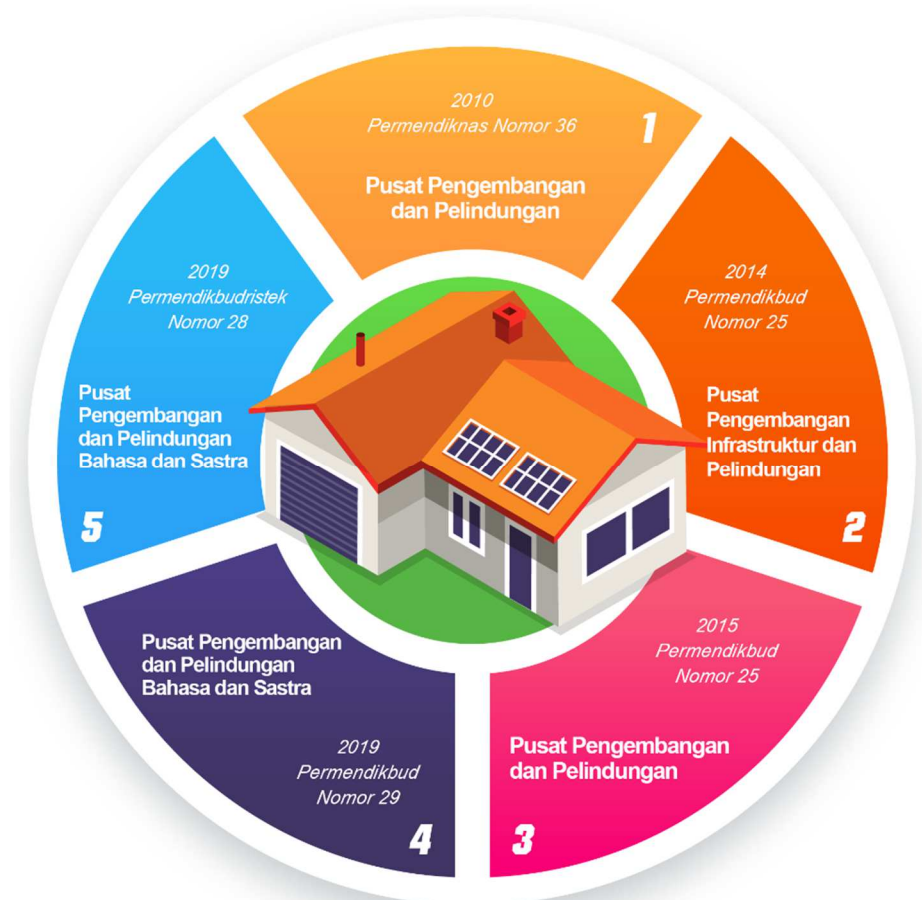 2010
Permendiknas Nomor 36
1
Pusat Pengembangan
dan Pelindungan
2014
Permendikbud
Nomor 25
Pusat
Pengembangan
Infrastruktur dan
Pelindungan
2
2015
Permendikbud
Nomor 25
Pusat Pengembangan
dan Pelindungan
3
Pusat Pengembangan
dan Pelindungan
Bahasa dan Sastra
2019
Permendikbud
Nomor 29
4
2019
Permendikbudristek
Nomor 28
Pusat
Pengembangan
dan Pelindungan
Bahasa dan Sastra
5